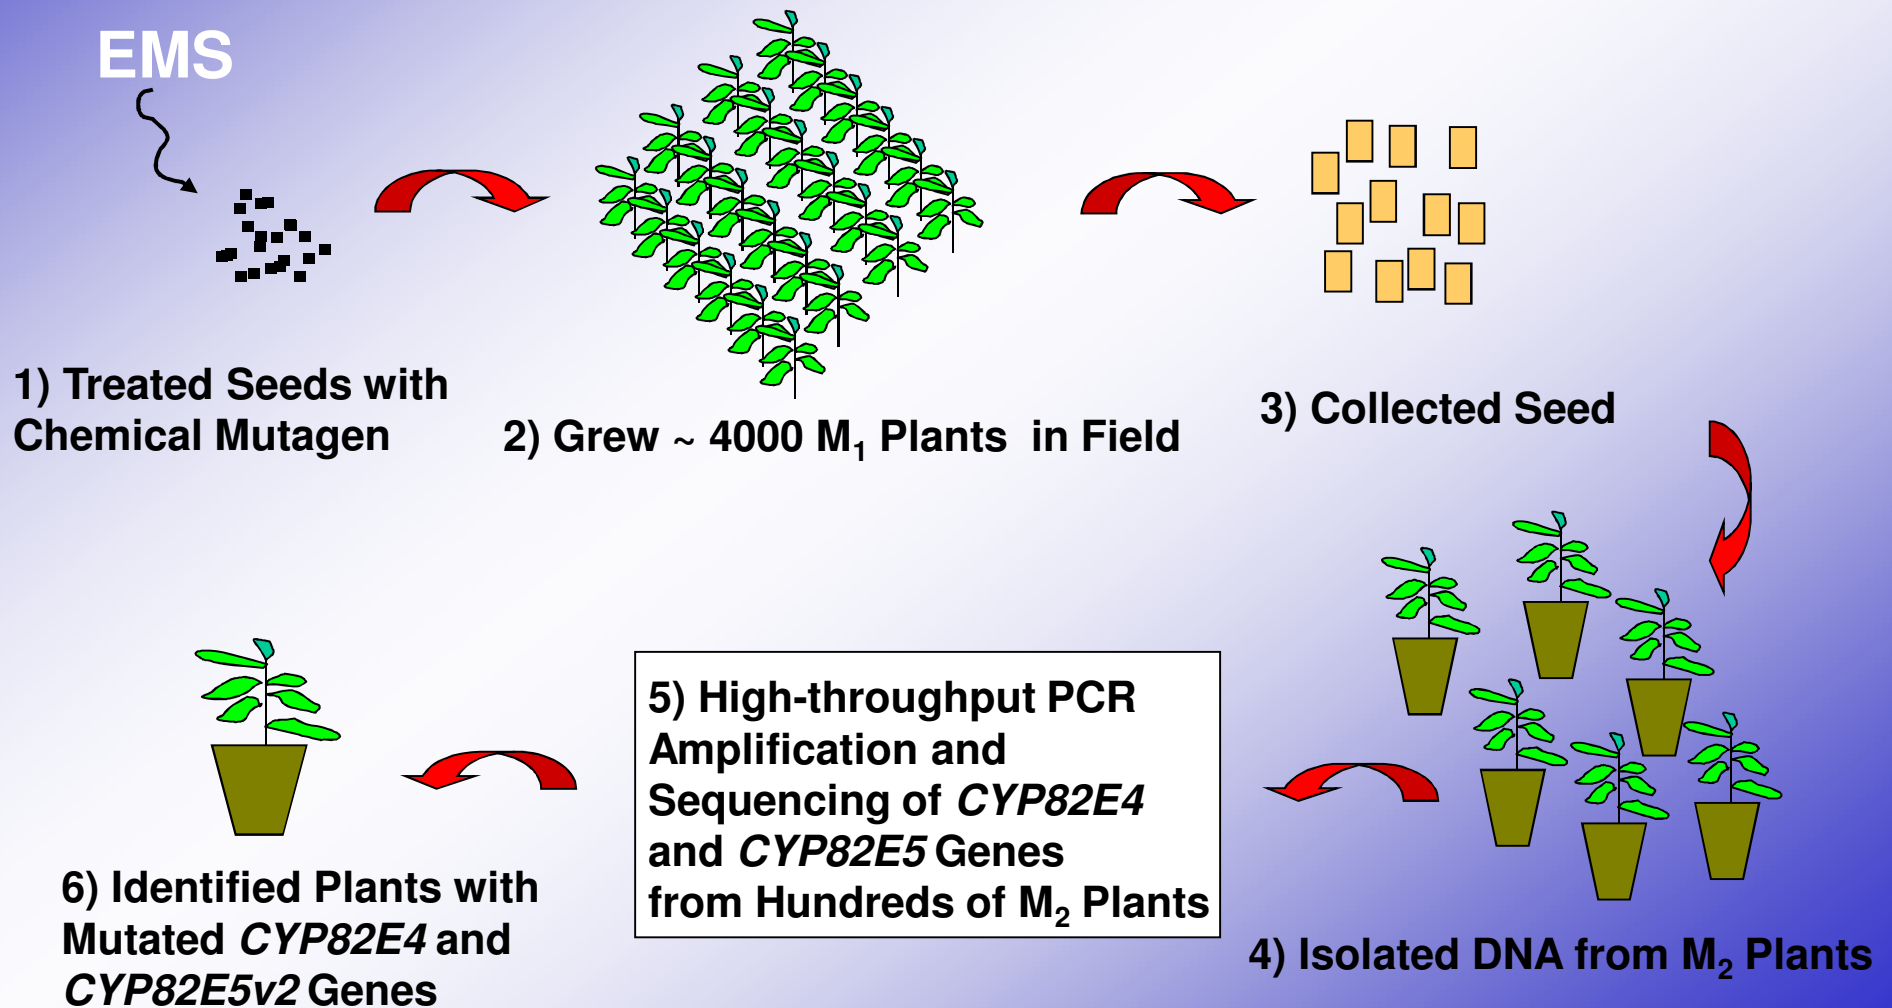 EMS
1) Treated Seeds with
Chemical Mutagen
2) Grew ~ 4000 M₁ Plants in Field
3) Collected Seed
4) Isolated DNA from M₂ Plants
5) High-throughput PCR
Amplification and
Sequencing of CYP82E4
and CYP82E5 Genes
from Hundreds of M₂ Plants
6) Identified Plants with
Mutated CYP82E4 and
CYP82E5v2 Genes